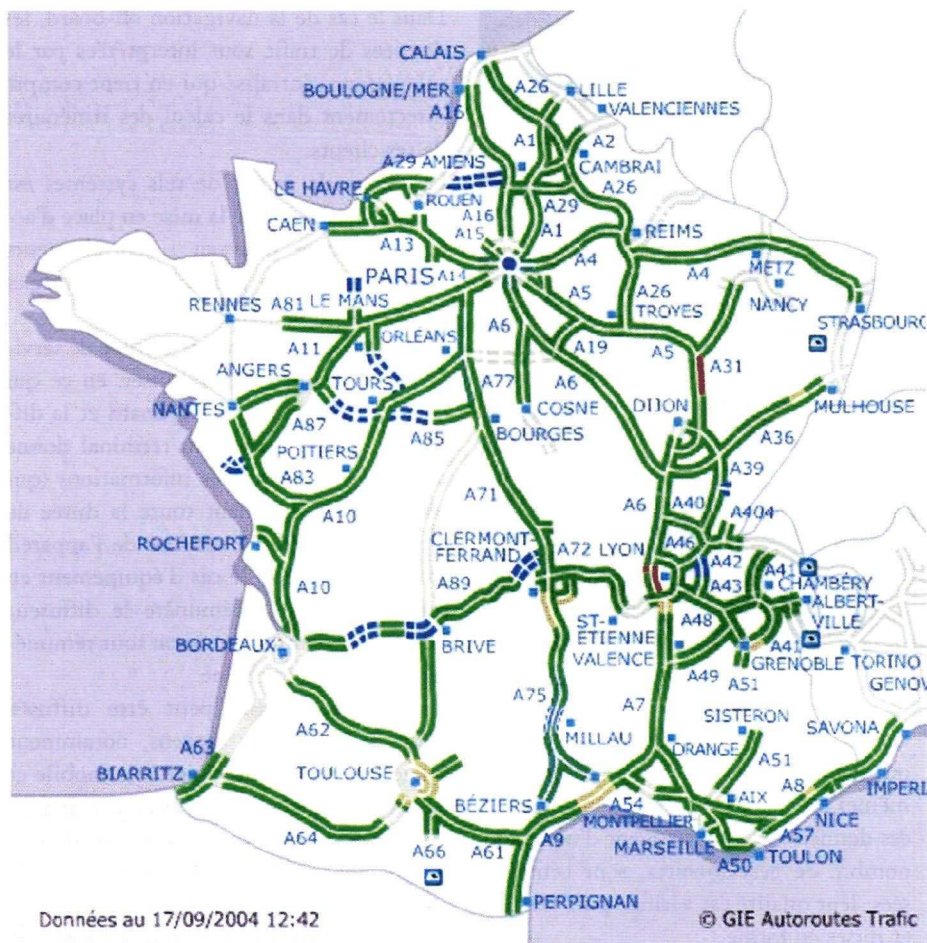 CALAIS
BOULOGNE/MER
A26
LILLE
VALENCIENNES
A16
A1
A2
CAMBRAI
A29 AMIENS
A26
LE HAVRE
ROUEN
A16
A29
CAEN
A15
A1
REIMS
A13
A4
METZ
PARIS
A14
A4
NANCY
RENNES
A81
LE MANS
A5
A26
TROYES
STRASBOURG
A6
ORLÉANS
A11
A19
A5
A31
ANGERS
TOURS
A77
A6
DIJON
MULHOUSE
NANTES
COSNE
A87
A85
BOURGES
A36
POITIERS
A39
A83
A71
A6
A40
A404
A10
ROCHEFORT
CLERMONT-
FERRAND
A72
LYON
A46
A42
A41
A10
A89
A43
CHAMBÉRY
ALBERT-
VILLE
ST-
ETIENNE
A48
BORDEAUX
BRIVE
VALENCE
A41
GRENOBLE
TORINO
A49
A51
GENOV
A75
A7
A62
SISTERON
SAVONA
MILLAU
ORANGE
A63
A51
BIARRITZ
TOULOUSE
A8
IMPERI
BÉZIERS
A54
AIX
NICE
MONTPELLIER
A64
A9
A57
MARSEILLE
A66
A61
A50
TOULON
PERPIGNAN
Données au 17/09/2004 12:42
© GIE Autoroutes Trafic